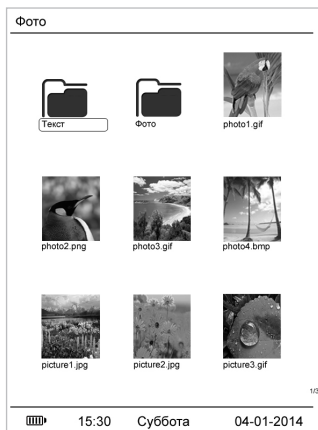 Фото
Текст
Фото
photo1.gif
photo2.png
photo3.gif
photo4.bmp
picture1.jpg
picture2.jpg
picture3.gif
1/3
15:30 Суббота 04-01-2014